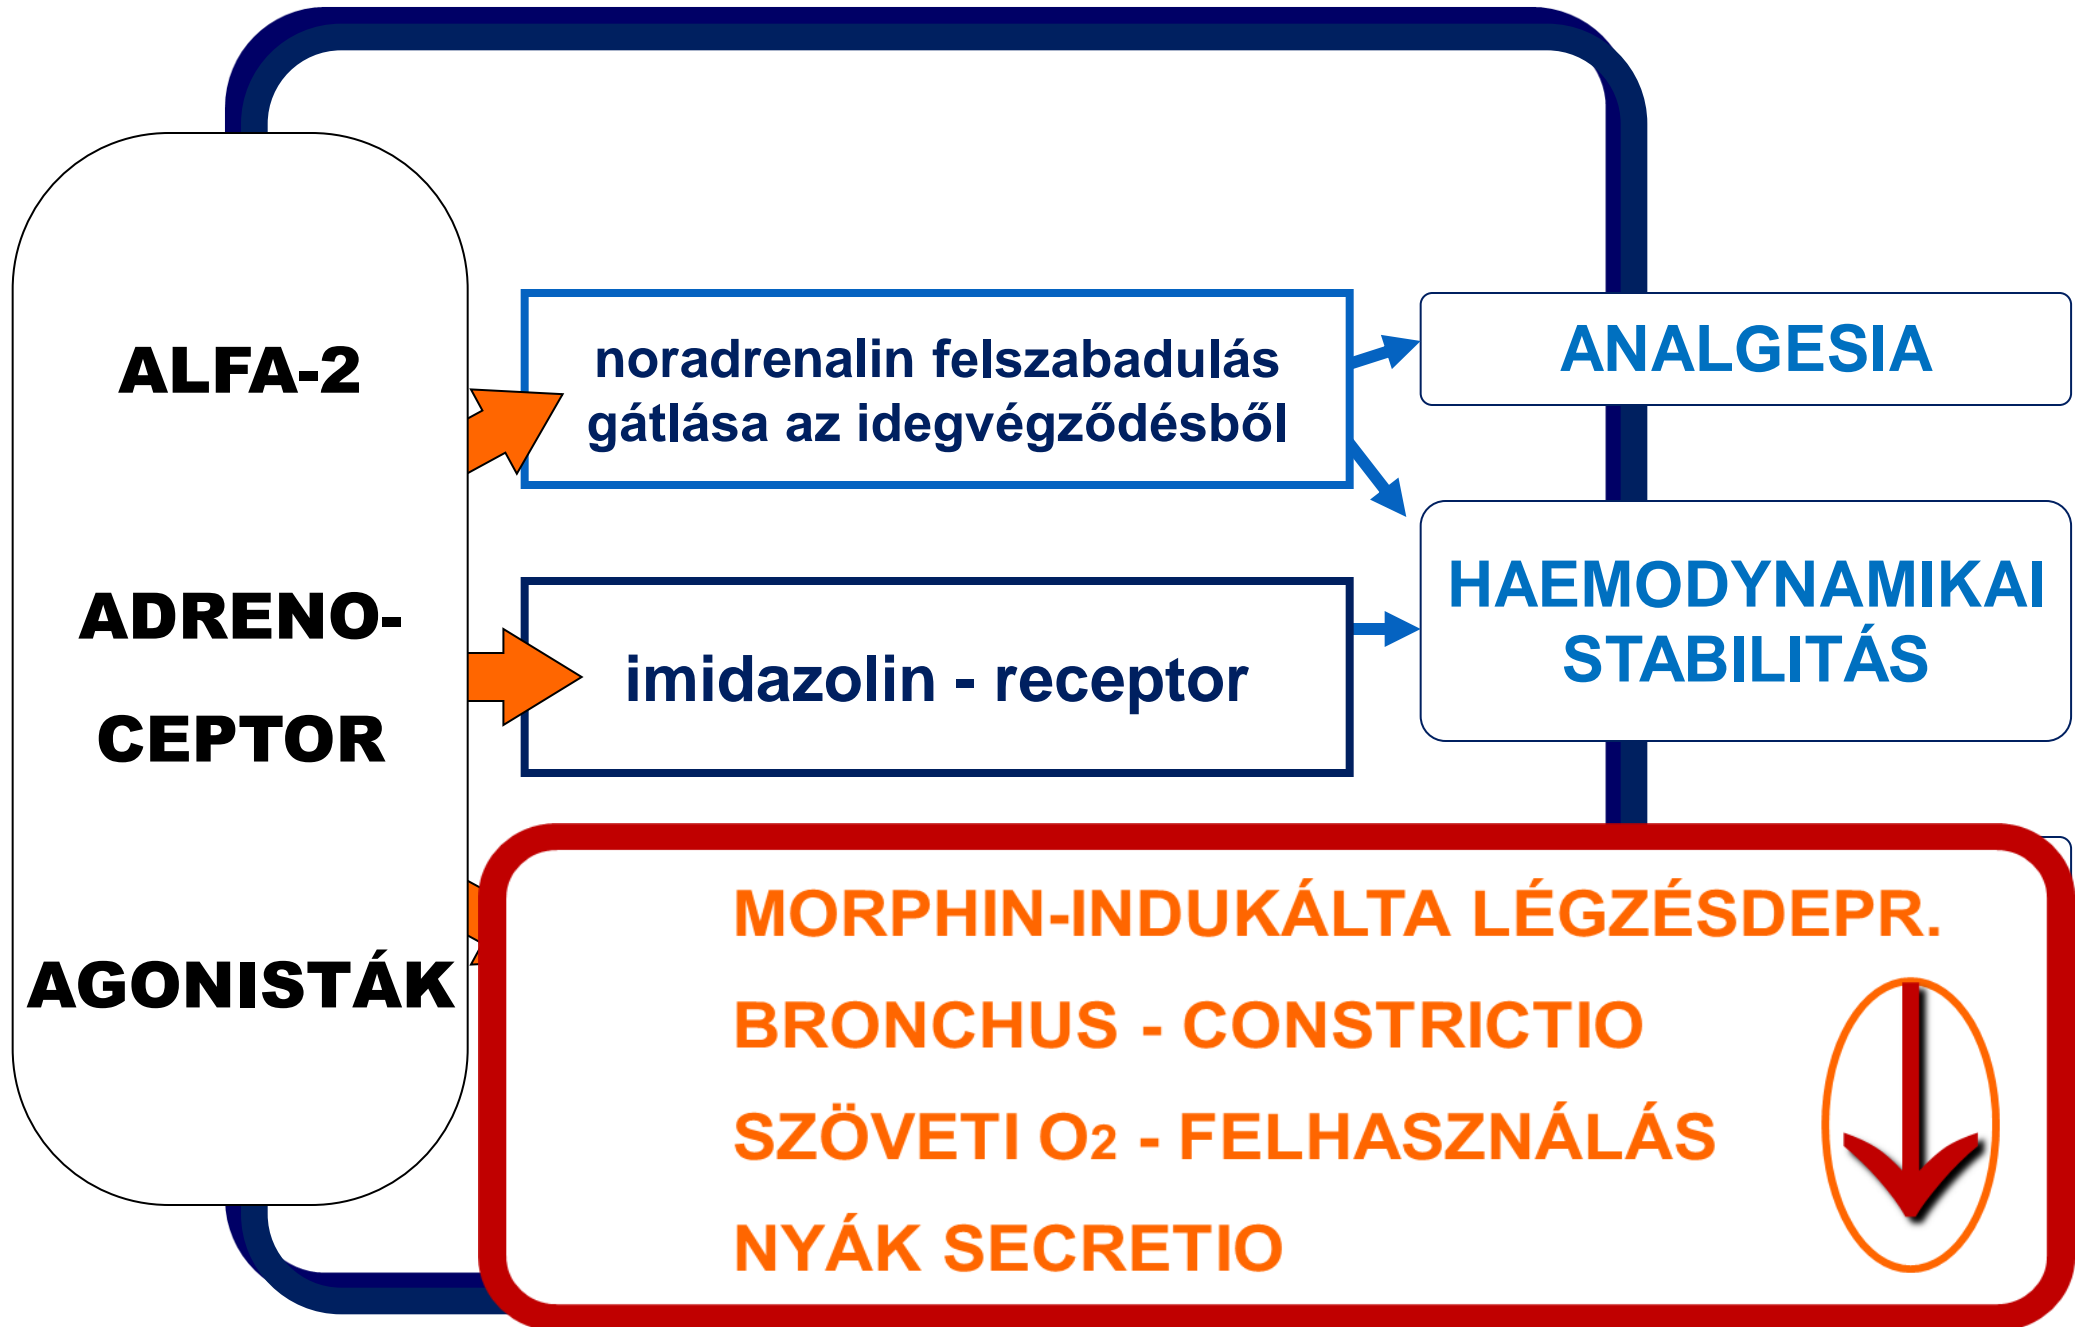 ALFA-2
ADRENO-
CEPTOR
AGONISTÁK
noradrenalin felszabadulás
gátlása az idegvégződésből
imidazolin - receptor
ANALGESIA
HAEMODYNAMIKAI
STABILITÁS
MORPHIN-INDUKÁLTA LÉGZÉSDEPR.
BRONCHUS - CONSTRICTIO
SZÖVETI O2 - FELHASZNÁLÁS
NYÁK SECRETIO